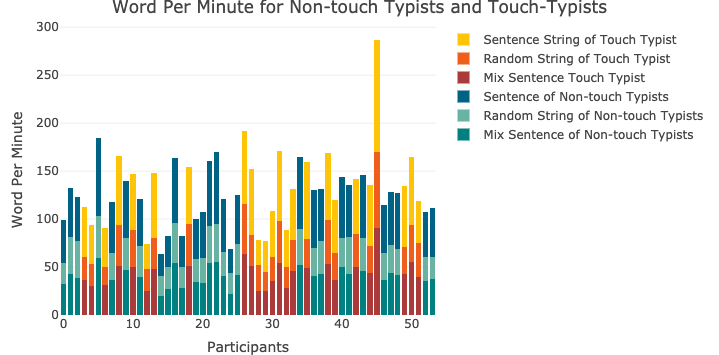 Word Per Minute for Non-touch Typists and Touch-Typists
300
250
200
150
100
50
0
Word Per Minute
0
10
20
30
40
50
Participants
Sentence String of Touch Typist
Random String of Touch Typist
Mix Sentence Touch Typist
Sentence of Non-touch Typists
Random String of Non-touch Typists
Mix Sentence of Non-touch Typists